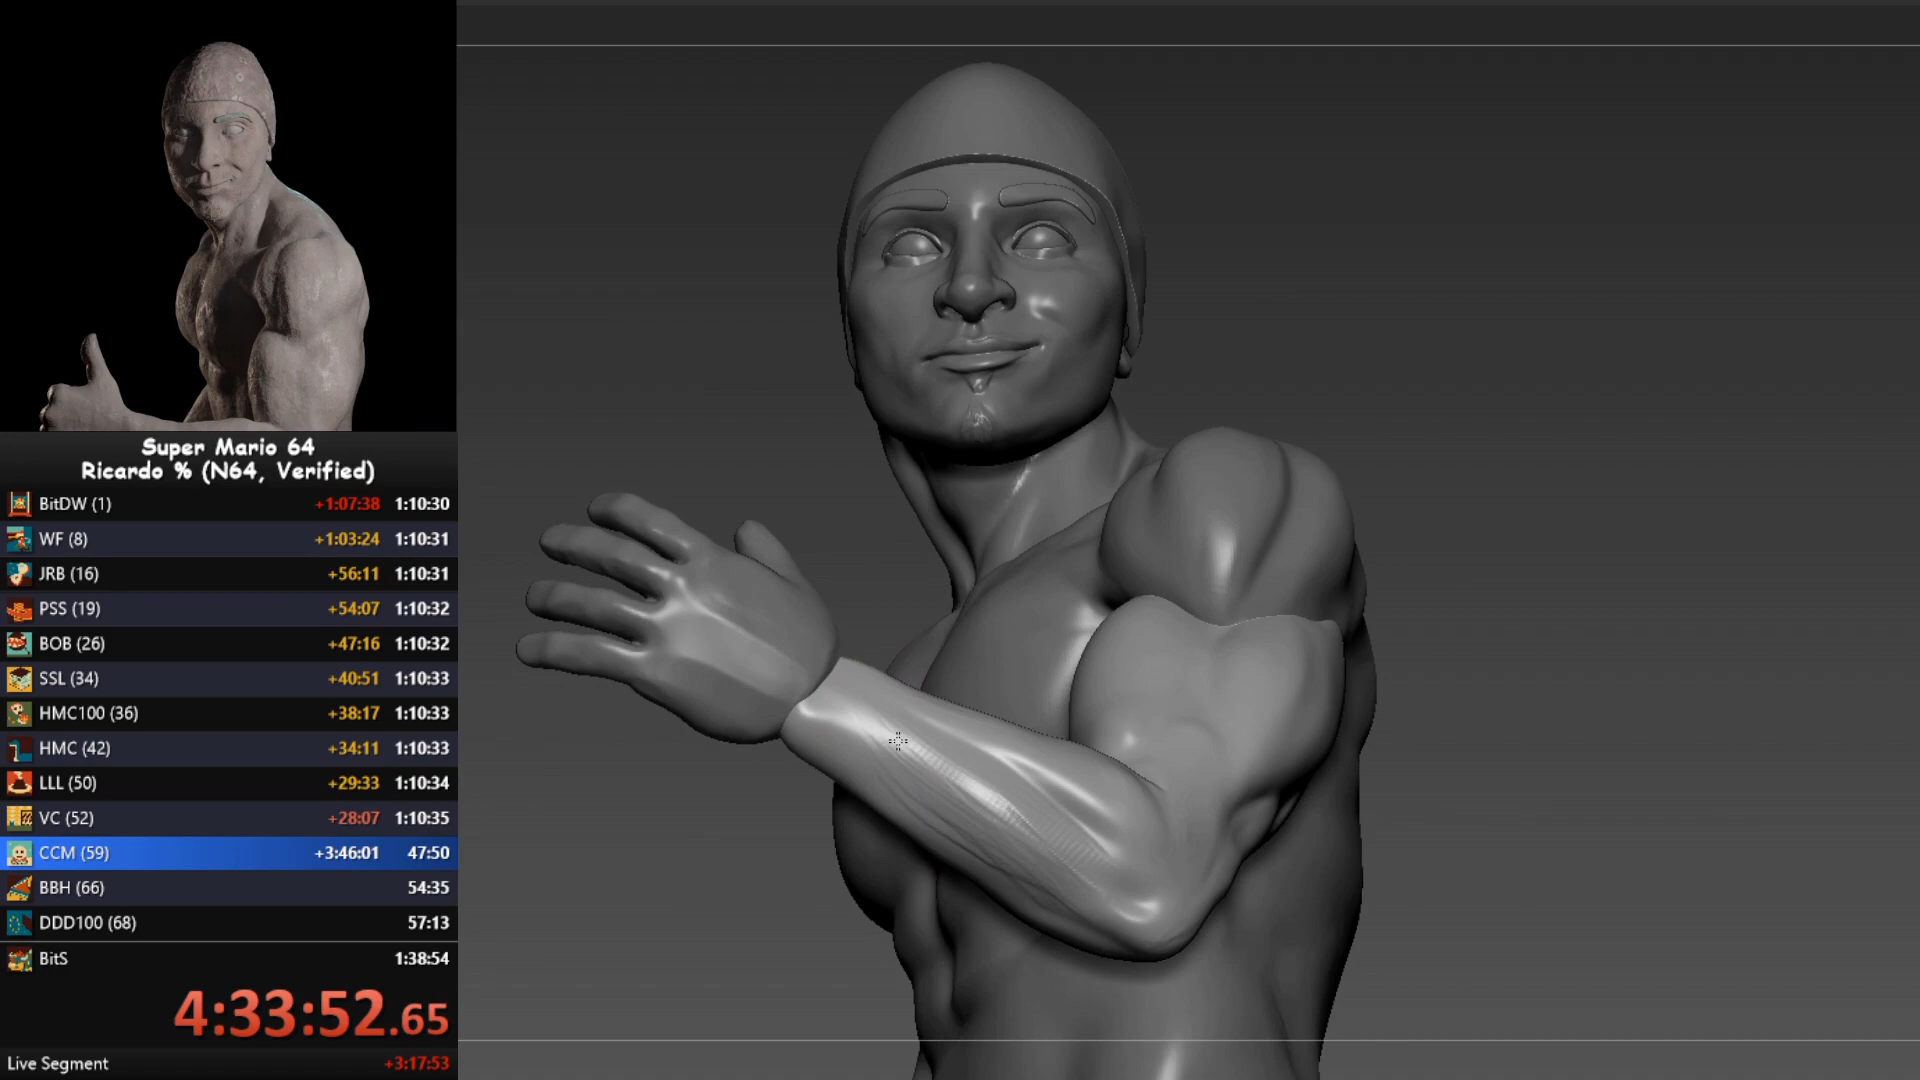 Super Mario 64
Ricardo % (N64, Verified)
BitDW (1) +1:07:38 1:10:30
WF (8) +1:03:24 1:10:31
JRB (16) +56:11 1:10:31
PSS (19) +54:07 1:10:32
BOB (26) +47:16 1:10:32
SSL (34) +40:51 1:10:33
HMC100 (36) +38:17 1:10:33
HMC (42) +34:11 1:10:33
LLL (50) +29:33 1:10:34
VC (52) +28:07 1:10:35
CCM (59) +3:46:01 47:50
BBH (66) 54:35
DDD100 (68) 57:13
BitS 1:38:54
4:33:52.65
Live Segment +3:17:53